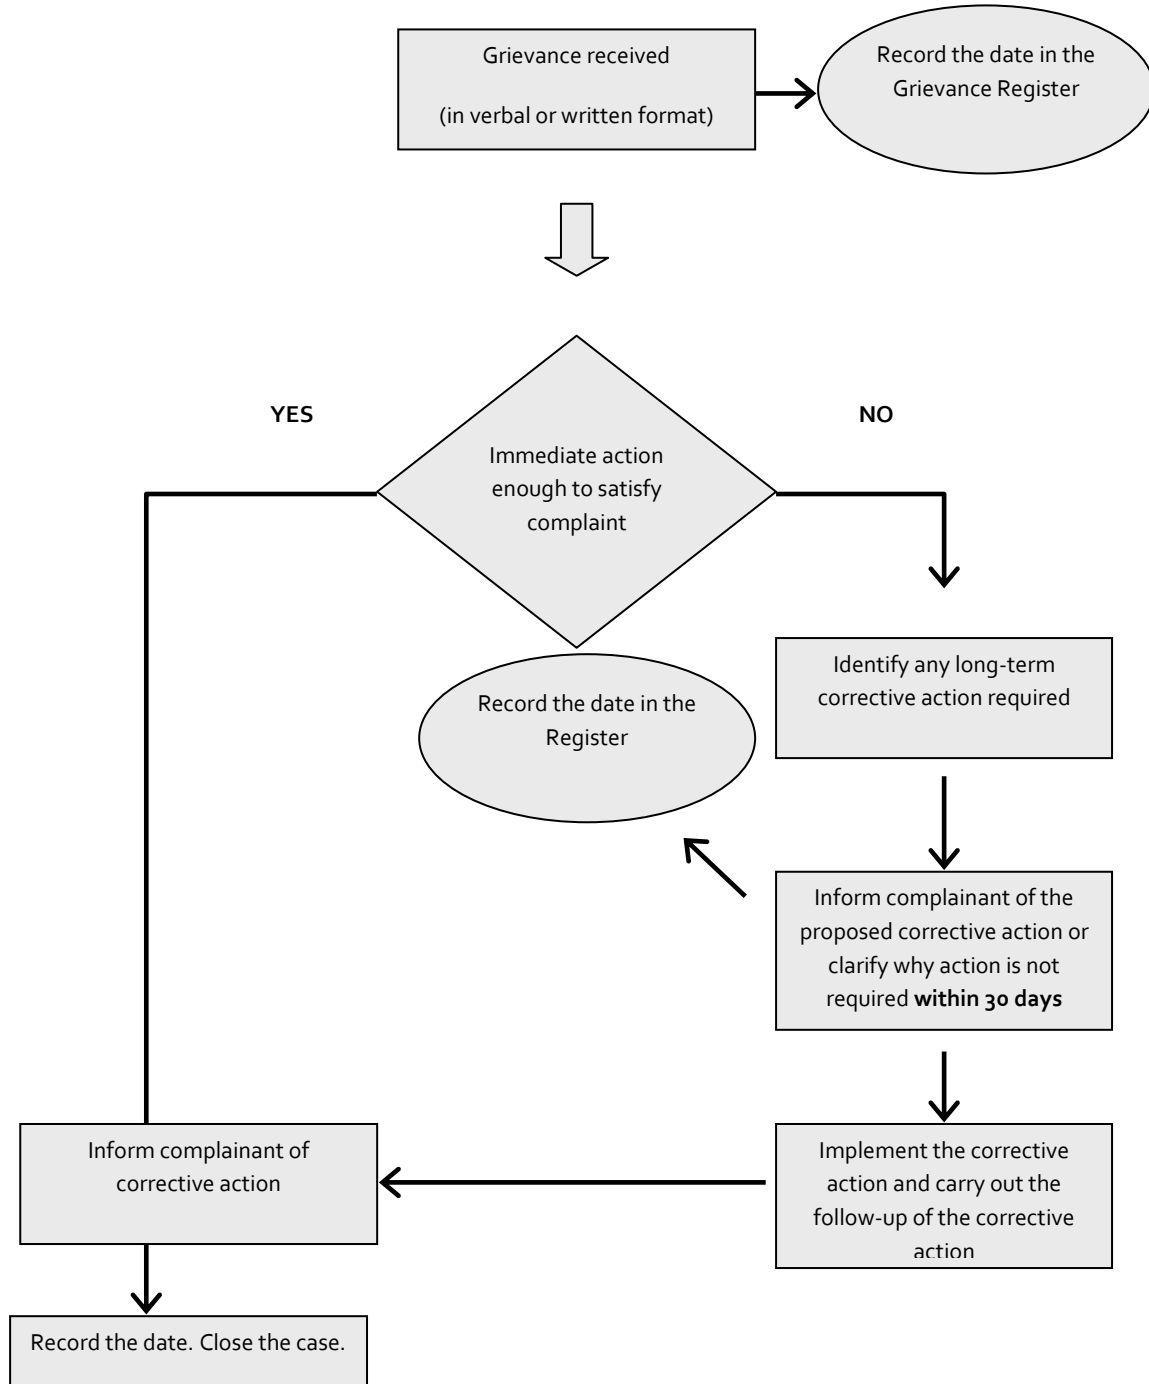 Grievance received
(in verbal or written format)
Record the date in the
Grievance Register
YES
NO
Immediate action
enough to satisfy
complaint
Identify any long-term
corrective action required
Record the date in the
Register
Inform complainant of the
proposed corrective action or
clarify why action is not
required within 30 days
Inform complainant of
corrective action
Implement the corrective
action and carry out the
follow-up of the corrective
action
Record the date. Close the case.